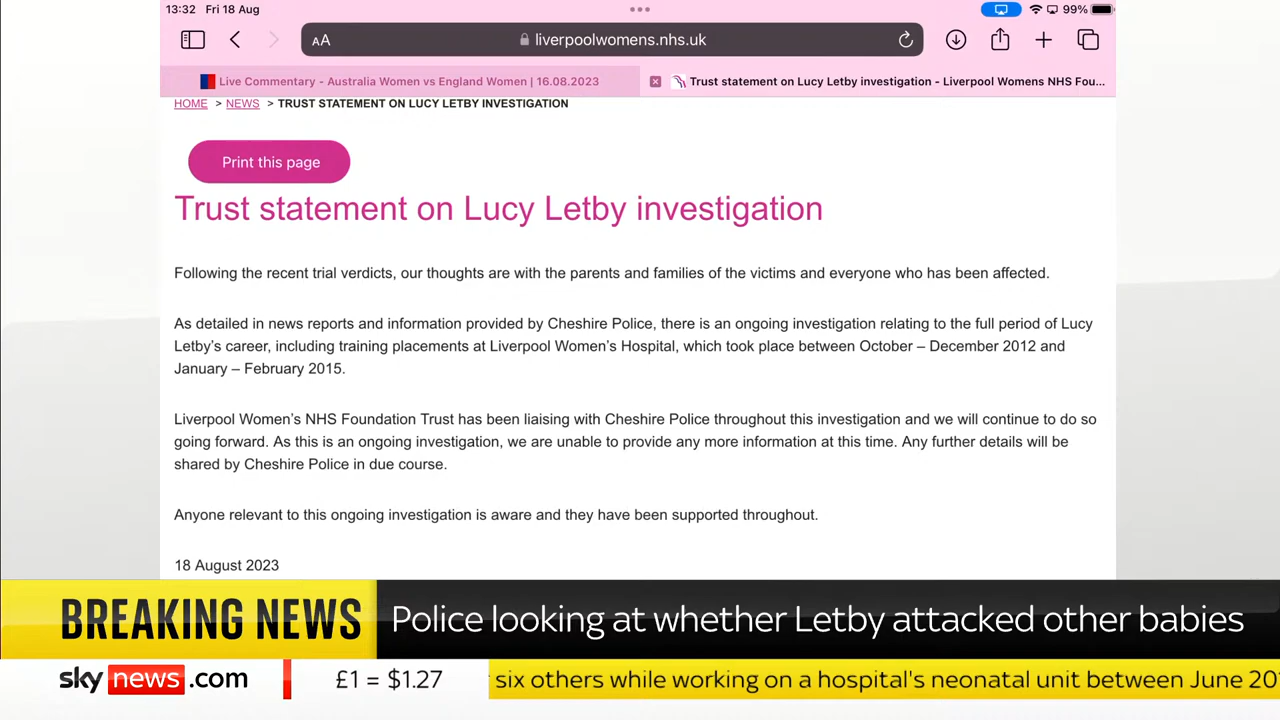 13:32 Fri 18 Aug
99%
AA
liverpoolwomens.nhs.uk
Live Commentary - Australia Women vs England Women | 16.08.2023
Trust statement on Lucy Letby investigation - Liverpool Womens NHS Fou...
HOME > NEWS > TRUST STATEMENT ON LUCY LETBY INVESTIGATION
Print this page
Trust statement on Lucy Letby investigation
Following the recent trial verdicts, our thoughts are with the parents and families of the victims and everyone who has been affected.
As detailed in news reports and information provided by Cheshire Police, there is an ongoing investigation relating to the full period of Lucy
Letby’s career, including training placements at Liverpool Women’s Hospital, which took place between October – December 2012 and
January – February 2015.
Liverpool Women’s NHS Foundation Trust has been liaising with Cheshire Police throughout this investigation and we will continue to do so
going forward. As this is an ongoing investigation, we are unable to provide any more information at this time. Any further details will be
shared by Cheshire Police in due course.
Anyone relevant to this ongoing investigation is aware and they have been supported throughout.
18 August 2023
BREAKING NEWS
Police looking at whether Letby attacked other babies
sky news .com
£1 = $1.27
six others while working on a hospital's neonatal unit between June